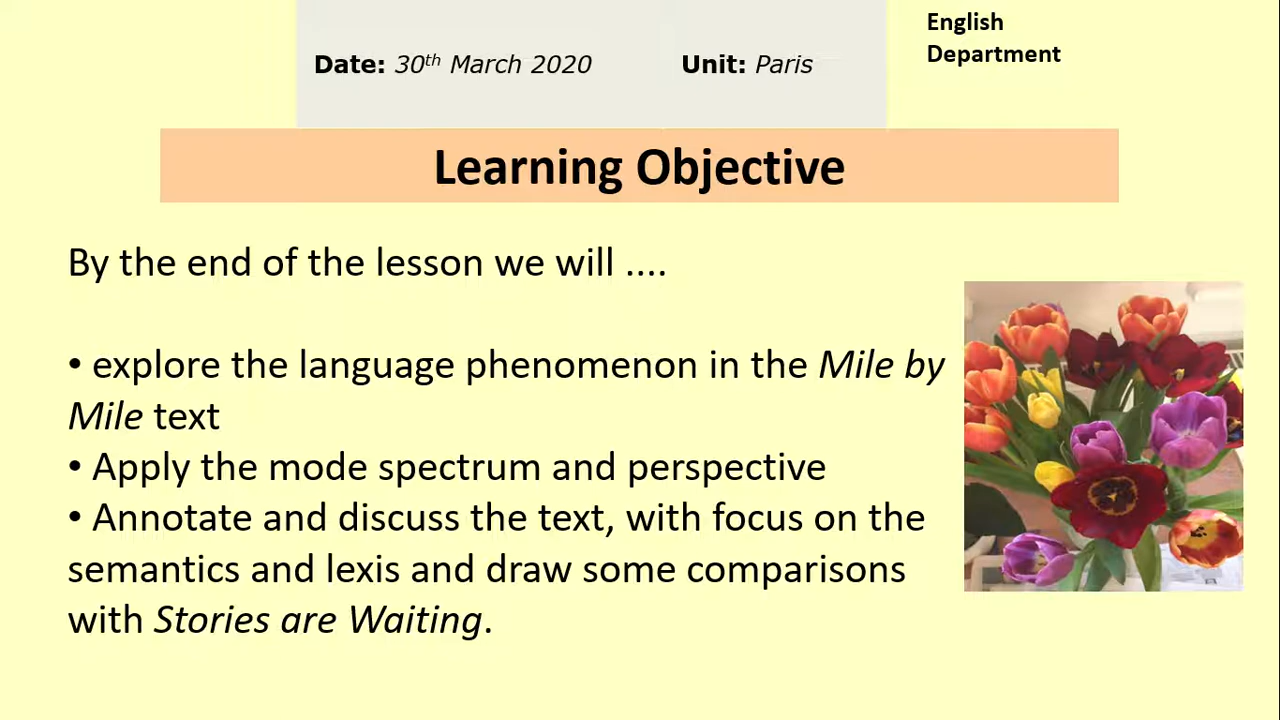 English
Department
Date: 30th March 2020 Unit: Paris
Learning Objective
By the end of the lesson we will ....
• explore the language phenomenon in the Mile by
Mile text
• Apply the mode spectrum and perspective
• Annotate and discuss the text, with focus on the
semantics and lexis and draw some comparisons
with Stories are Waiting.